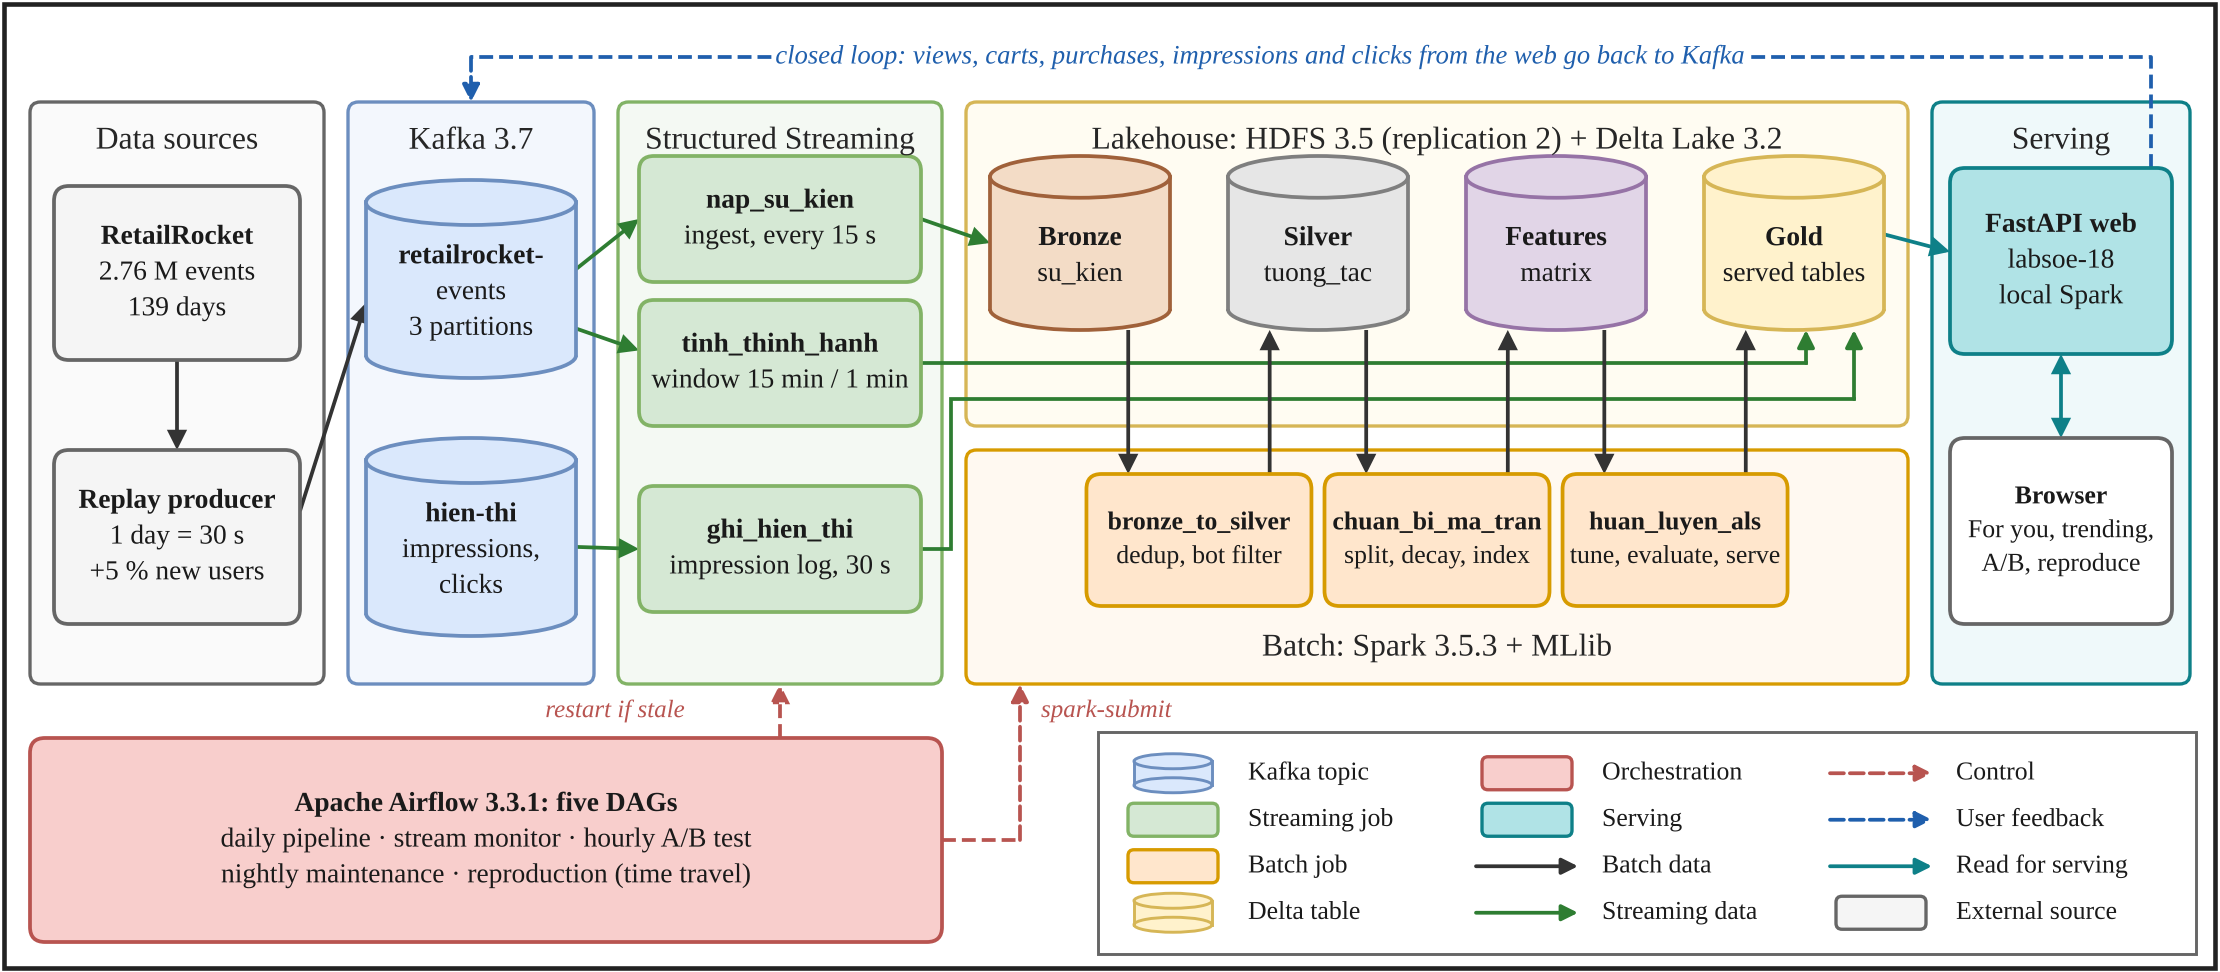 closed loop: views, carts, purchases, impressions and clicks from the web go back to Kafka
Data sources
RetailRocket
2.76 M events
139 days
Replay producer
1 day = 30 s
+5 % new users
Kafka 3.7
retailrocket-
events
3 partitions
hien-thi
impressions,
clicks
Structured Streaming
nap_su_kien
ingest, every 15 s
tinh_thinh_hanh
window 15 min / 1 min
ghi_hien_thi
impression log, 30 s
Lakehouse: HDFS 3.5 (replication 2) + Delta Lake 3.2
Bronze
su_kien
Silver
tuong_tac
Features
matrix
Gold
served tables
bronze_to_silver
dedup, bot filter
chuan_bi_ma_tran
split, decay, index
huan_luyen_als
tune, evaluate, serve
Batch: Spark 3.5.3 + MLlib
Serving
FastAPI web
labsoe-18
local Spark
Browser
For you, trending,
A/B, reproduce
restart if stale
spark-submit
Apache Airflow 3.3.1: five DAGs
daily pipeline · stream monitor · hourly A/B test
nightly maintenance · reproduction (time travel)
Kafka topic
Streaming job
Batch job
Delta table
Orchestration
Serving
Batch data
Streaming data
Control
User feedback
Read for serving
External source